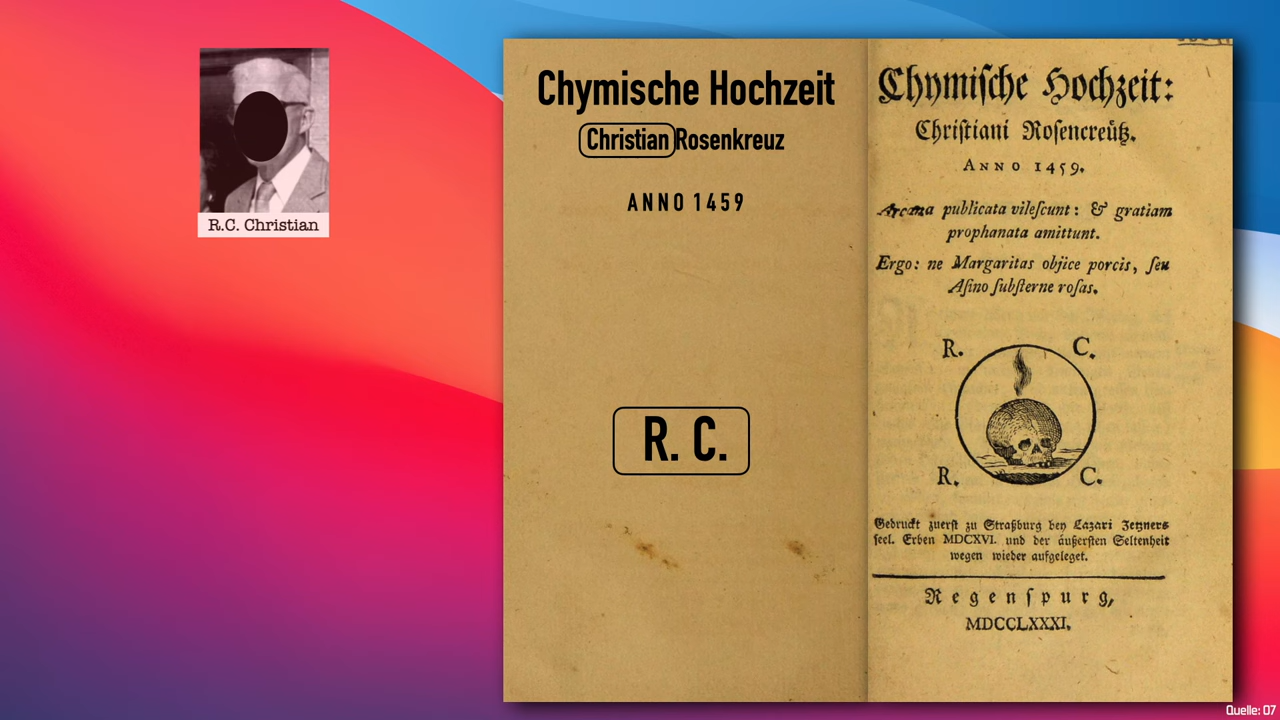 R.C. Christian
Chymische Hochzeit
Christian Rosenkreuz
ANNO 1459
R. C.
Chymiſche Hochzeit:
Chriſtiani Roſencreütz.
ANNO 1459.
Arcana publicata vileſcunt: & gratiam
prophanata amittunt.
Ergo: ne Margaritas objice porcis, ſeu
Aſino ſubſterne roſas.
R. C.
R. C.
Gedruckt zuerſt zu Straßburg bey Lazari Zetzners
ſeel. Erben MDCXVI. und der äußerſten Seltenheit
wegen wieder aufgeleget.
Regenſpurg,
MDCCLXXXI.
Quelle: 07